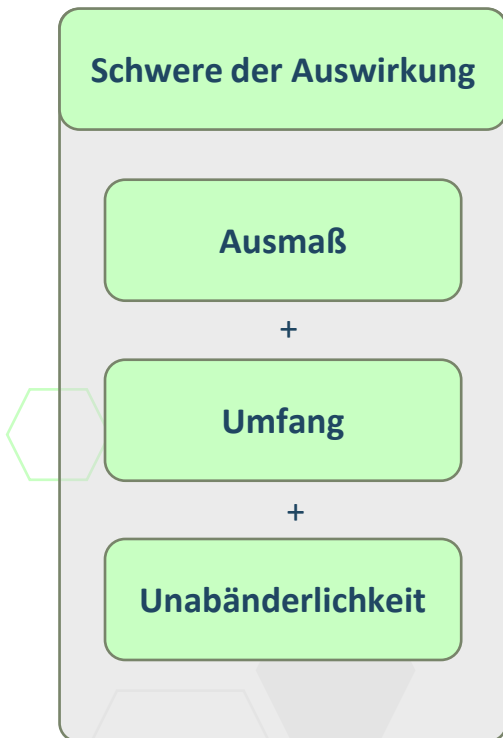 Schwere der Auswirkung
Ausmaß
+
Umfang
+
Unabänderlichkeit